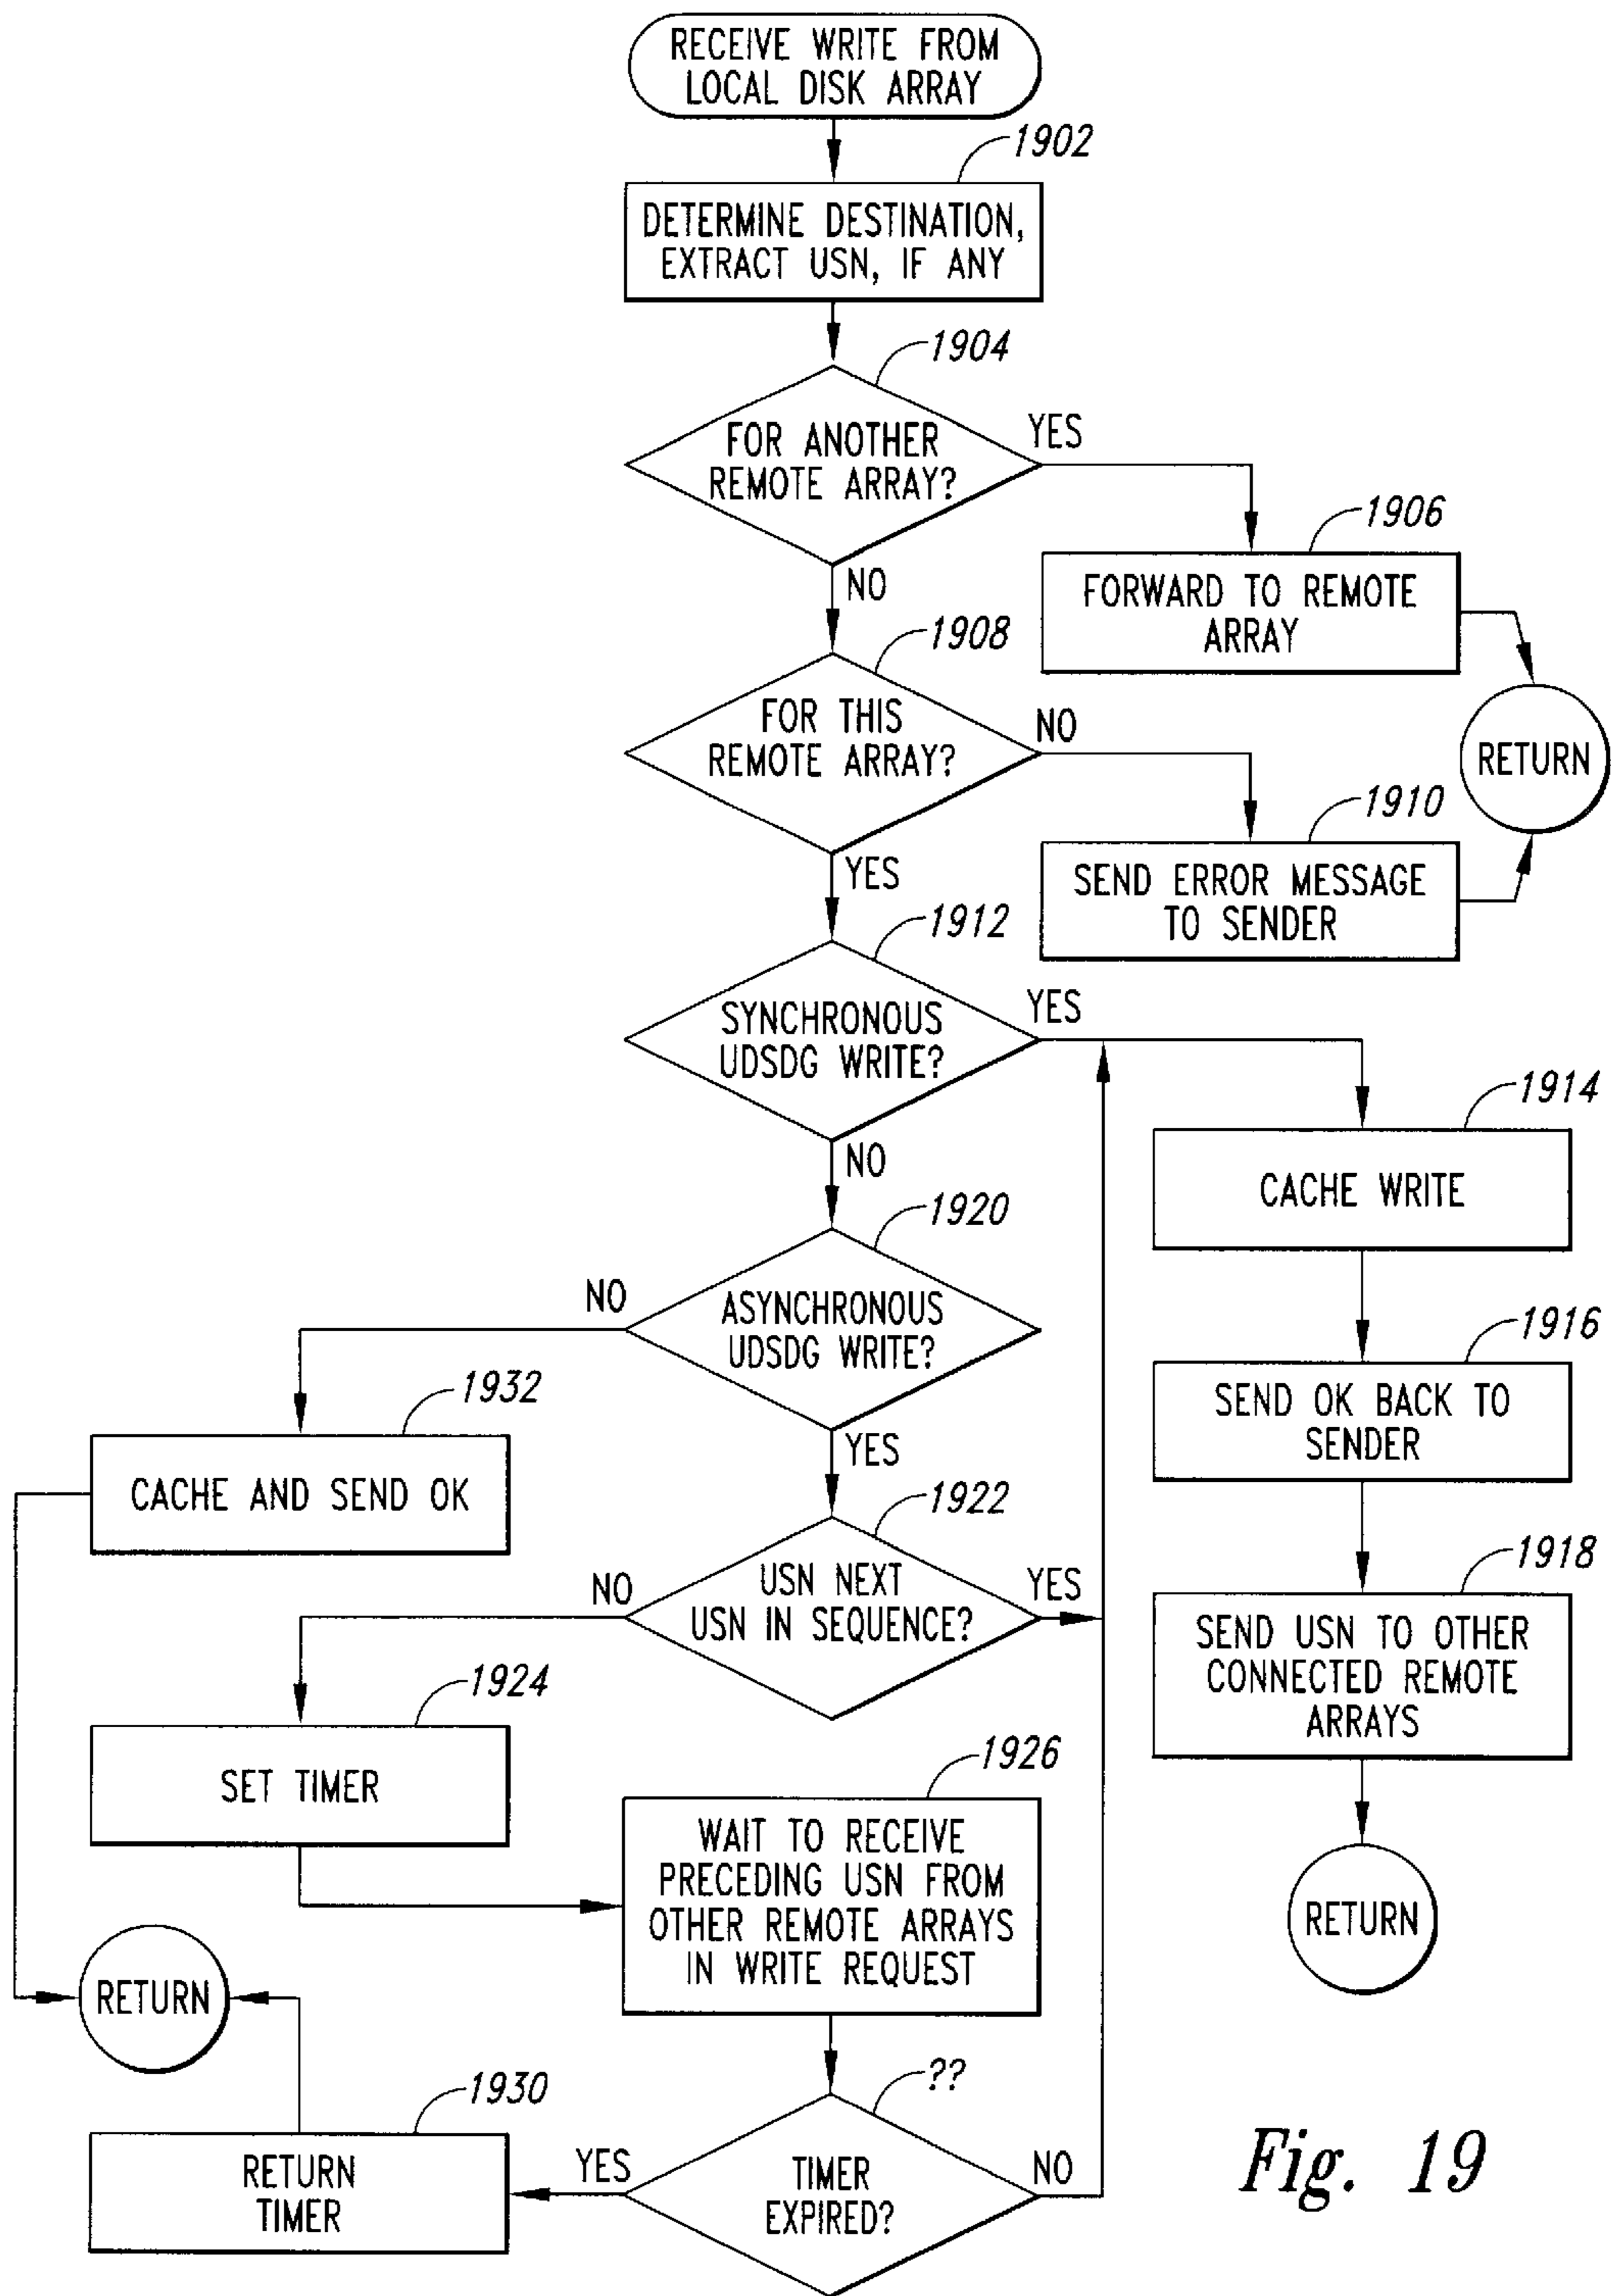 RECEIVE WRITE FROM
LOCAL DISK ARRAY
1902
DETERMINE DESTINATION,
EXTRACT USN, IF ANY
1904
FOR ANOTHER
REMOTE ARRAY?
YES
NO
1906
FORWARD TO REMOTE
ARRAY
1908
FOR THIS
REMOTE ARRAY?
NO
YES
RETURN
1910
SEND ERROR MESSAGE
TO SENDER
1912
SYNCHRONOUS
UDSDG WRITE?
YES
NO
1914
CACHE WRITE
1920
ASYNCHRONOUS
UDSDG WRITE?
NO
YES
1916
SEND OK BACK TO
SENDER
1932
CACHE AND SEND OK
1922
USN NEXT
USN IN SEQUENCE?
NO
YES
1918
SEND USN TO OTHER
CONNECTED REMOTE
ARRAYS
1924
SET TIMER
1926
WAIT TO RECEIVE
PRECEDING USN FROM
OTHER REMOTE ARRAYS
IN WRITE REQUEST
RETURN
RETURN
??
TIMER
EXPIRED?
YES
NO
1930
RETURN
TIMER
Fig. 19